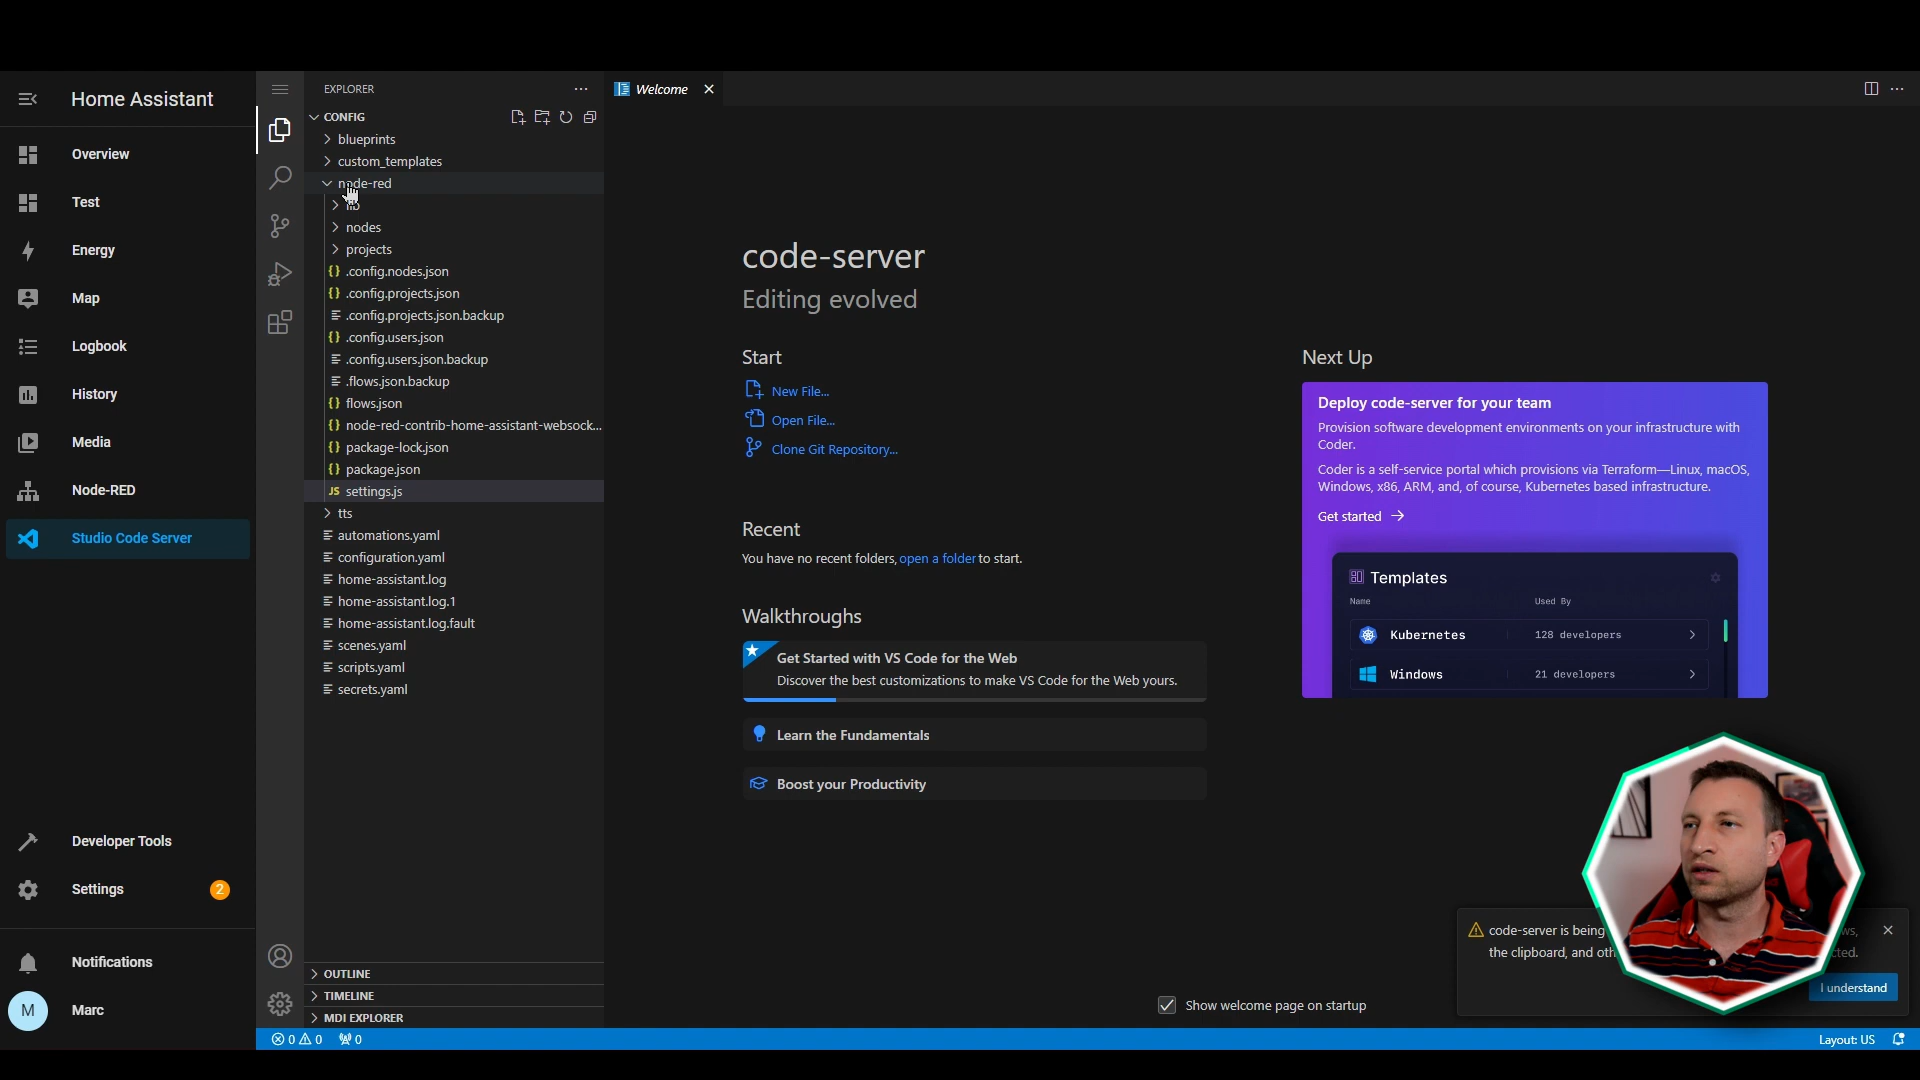 Home Assistant
Overview
Test
Energy
Map
Logbook
History
Media
Node-RED
Studio Code Server
Developer Tools
Settings
2
Notifications
M
Marc
EXPLORER
CONFIG
blueprints
custom_templates
node-red
lib
nodes
projects
.config.nodes.json
.config.projects.json
.config.projects.json.backup
.config.users.json
.config.users.json.backup
.flows.json.backup
flows.json
node-red-contrib-home-assistant-websock...
package-lock.json
package.json
JS settings.js
tts
automations.yaml
configuration.yaml
home-assistant.log
home-assistant.log.1
home-assistant.log.fault
scenes.yaml
scripts.yaml
secrets.yaml
OUTLINE
TIMELINE
MDI EXPLORER
Welcome
code-server
Editing evolved
Start
New File...
Open File...
Clone Git Repository...
Recent
You have no recent folders, open a folder to start.
Walkthroughs
Get Started with VS Code for the Web
Discover the best customizations to make VS Code for the Web yours.
Learn the Fundamentals
Boost your Productivity
Next Up
Deploy code-server for your team
Provision software development environments on your infrastructure with
Coder.
Coder is a self-service portal which provisions via Terraform—Linux, macOS,
Windows, x86, ARM, and, of course, Kubernetes based infrastructure.
Get started
Templates
Name Used By
Kubernetes 128 developers
Windows 21 developers
code-server is being
the clipboard, and
I understand
Show welcome page on startup
0 0 0
Layout: US